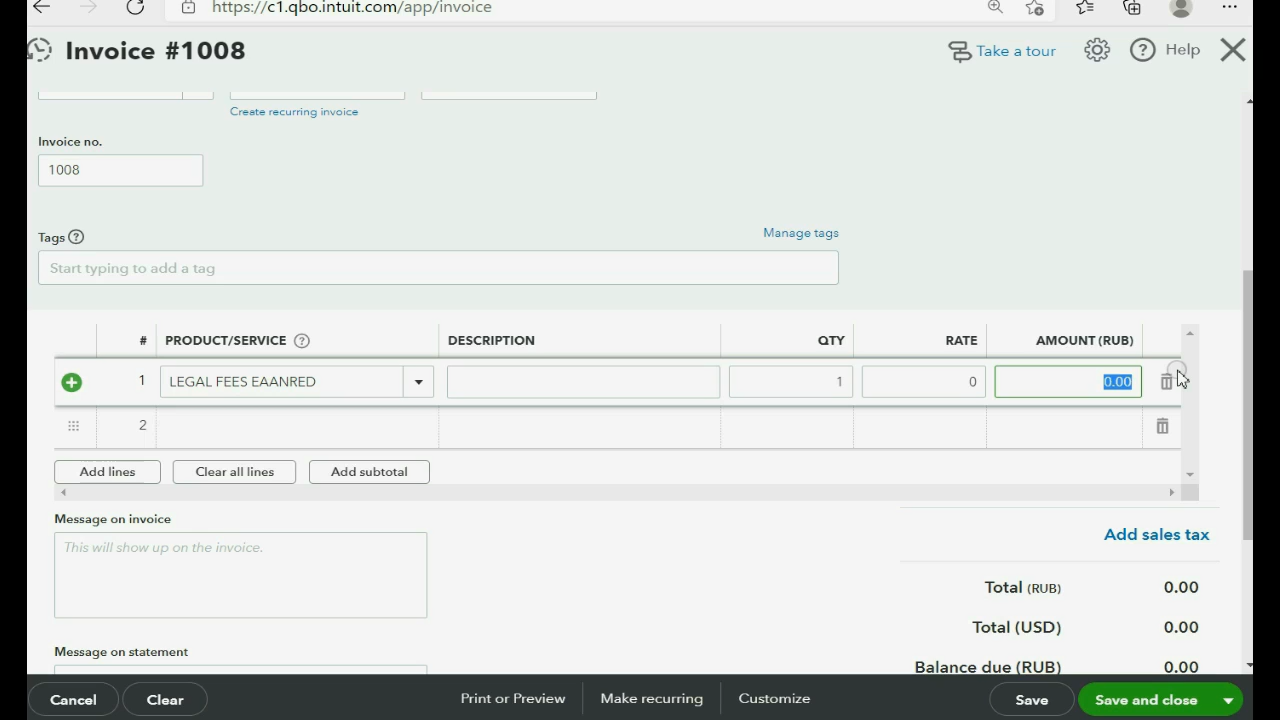 https://c1.qbo.intuit.com/app/invoice
Invoice #1008
Take a tour
Help
Create recurring invoice
Invoice no.
1008
Tags
Manage tags
Start typing to add a tag
# PRODUCT/SERVICE DESCRIPTION QTY RATE AMOUNT (RUB)
1 LEGAL FEES EAANRED 1 0 0.00
2
Add lines Clear all lines Add subtotal
Message on invoice
This will show up on the invoice.
Add sales tax
Total (RUB) 0.00
Total (USD) 0.00
Message on statement
Balance due (RUB) 0.00
Cancel Clear Print or Preview Make recurring Customize Save Save and close